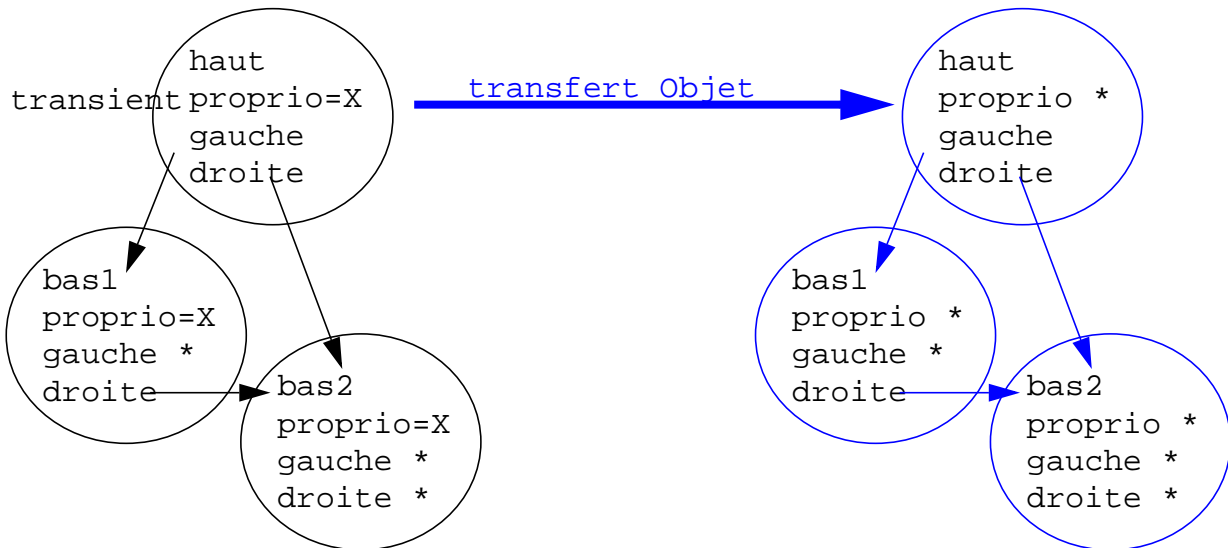 haut
transient proprio=X
gauche
droite
transfert Objet
haut
proprio *
gauche
droite
bas1
proprio=X
gauche *
droite
bas2
proprio=X
gauche *
droite *
bas1
proprio *
gauche *
droite
bas2
proprio *
gauche *
droite *